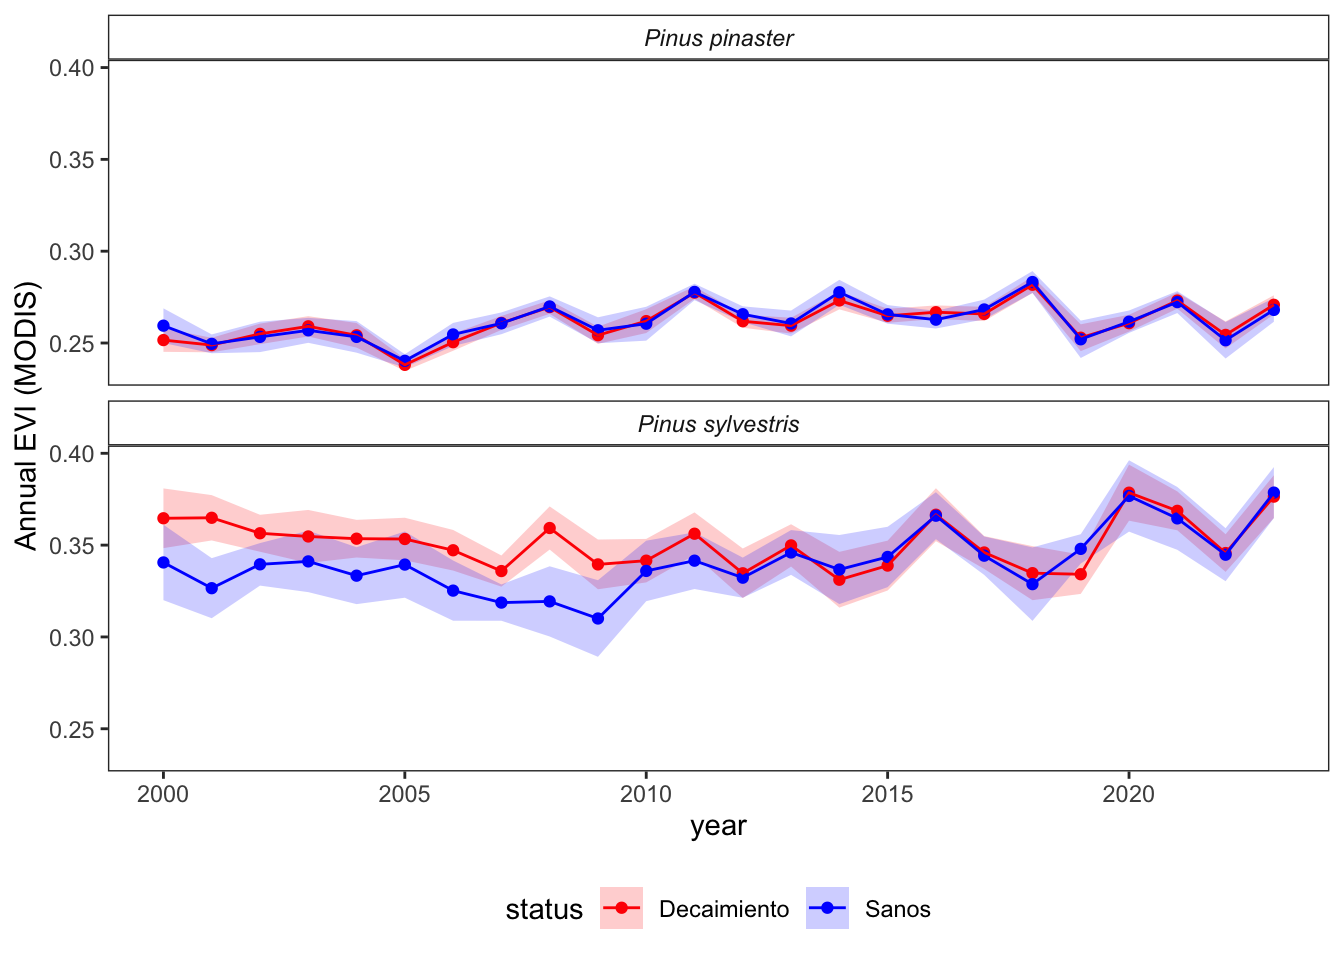 Pinus pinaster
0.40
0.35
0.30
0.25
Pinus sylvestris
0.40
0.35
0.30
0.25
Annual EVI (MODIS)
2000 2005 2010 2015 2020
year
status Decaimiento Sanos